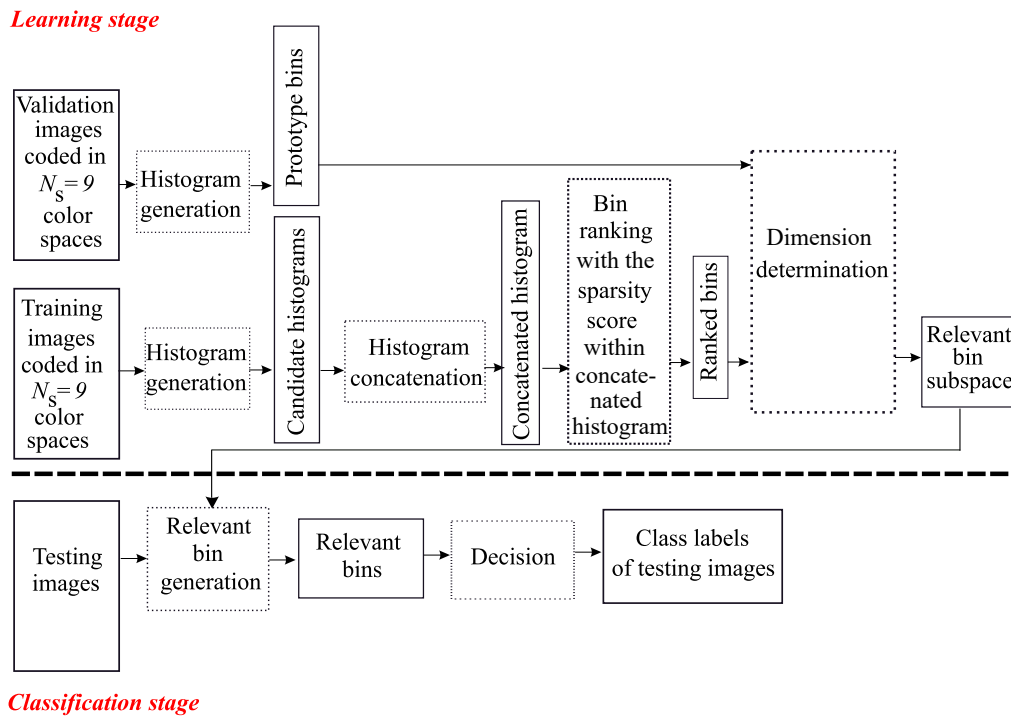 Learning stage
Validation
images
coded in
Ns= 9
color
spaces
Histogram
generation
Prototype bins
Training
images
coded in
Ns= 9
color
spaces
Histogram
generation
Candidate histograms
Histogram
concatenation
Concatenated histogram
Bin
ranking
with the
sparsity
score
within
concate-
nated
histogram
Ranked bins
Dimension
determination
Relevant
bin
subspace
Testing
images
Relevant
bin
generation
Relevant
bins
Decision
Class labels
of testing images
Classification stage